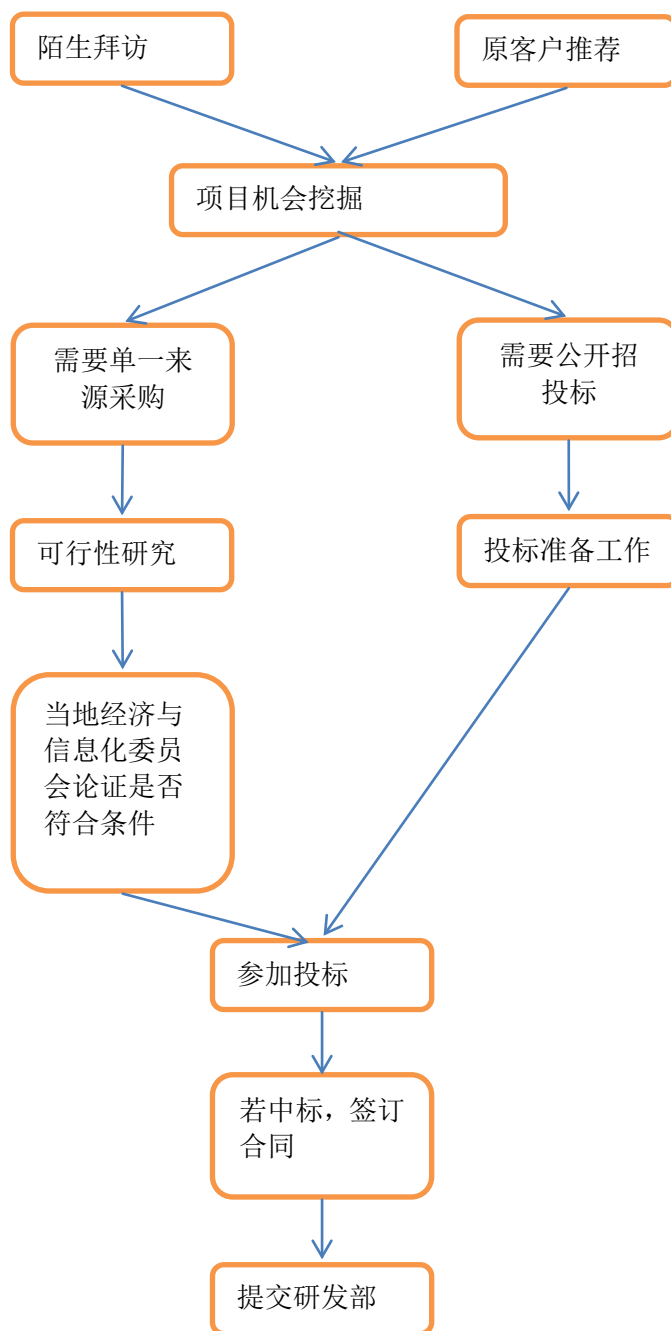 陌生拜访
原客户推荐
项目机会挖掘
需要单一来
源采购
需要公开招
投标
可行性研究
投标准备工作
当地经济与
信息化委员
会论证是否
符合条件
参加投标
若中标，签订
合同
提交研发部